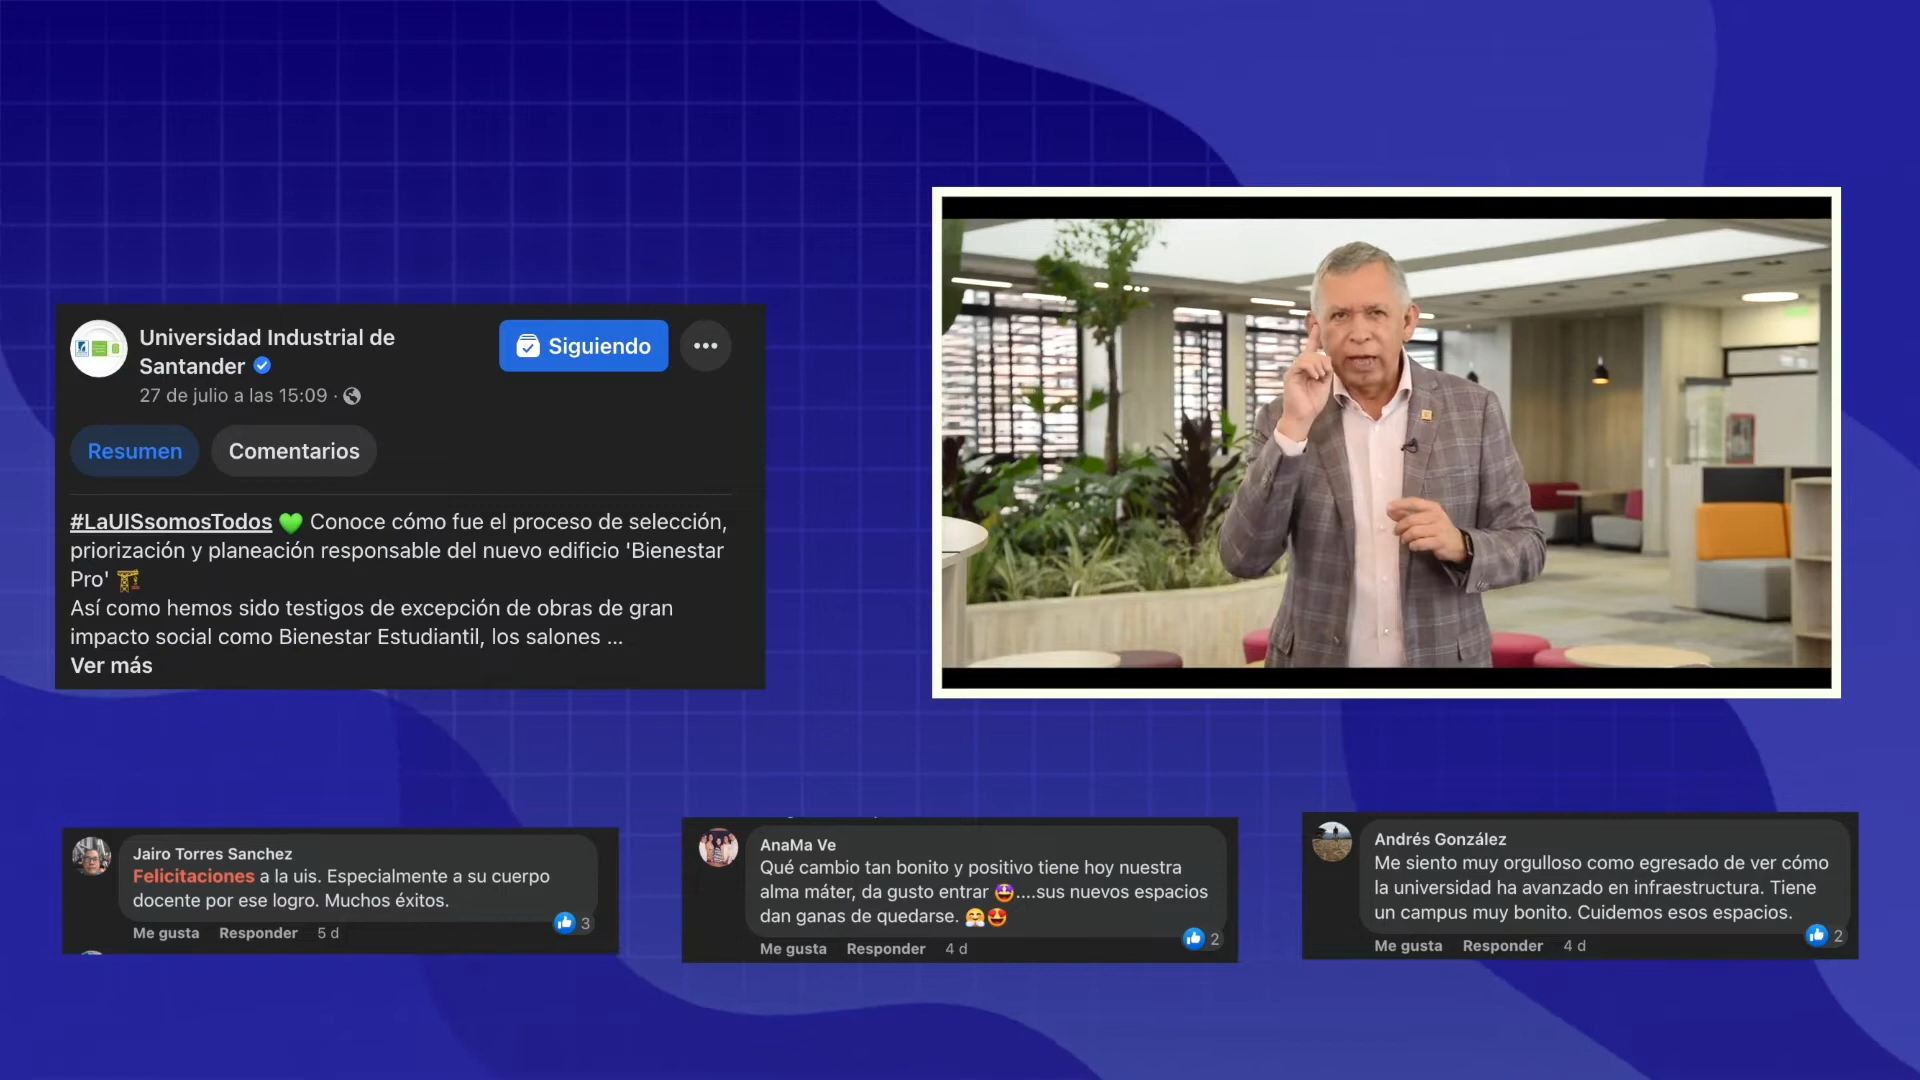 Universidad Industrial de
Santander
27 de julio a las 15:09 ·
Siguiendo
Resumen
Comentarios
#LaUISsomosTodos 💚 Conoce cómo fue el proceso de selección,
priorización y planeación responsable del nuevo edificio 'Bienestar
Pro' 🏗️
Así como hemos sido testigos de excepción de obras de gran
impacto social como Bienestar Estudiantil, los salones ...
Ver más
Jairo Torres Sanchez
Felicitaciones a la uis. Especialmente a su cuerpo
docente por ese logro. Muchos éxitos.
3
Me gusta Responder 5 d
AnaMa Ve
Qué cambio tan bonito y positivo tiene hoy nuestra
alma máter, da gusto entrar 🤩....sus nuevos espacios
dan ganas de quedarse. 🤗😍
2
Me gusta Responder 4 d
Andrés González
Me siento muy orgulloso como egresado de ver cómo
la universidad ha avanzado en infraestructura. Tiene
un campus muy bonito. Cuidemos esos espacios.
2
Me gusta Responder 4 d